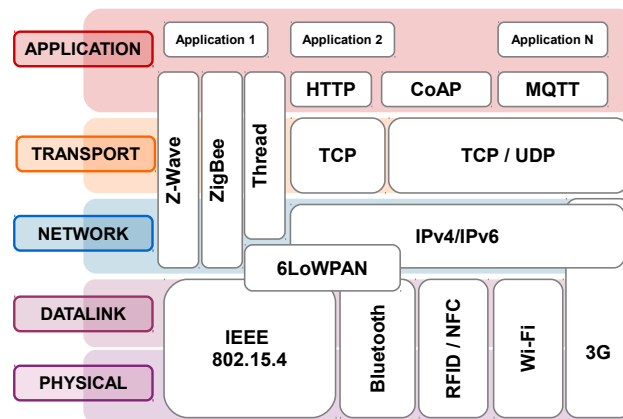 APPLICATION
Application 1
Application 2
Application N
HTTP
CoAP
MQTT
TRANSPORT
Z-Wave
ZigBee
Thread
TCP
TCP / UDP
NETWORK
IPv4/IPv6
6LoWPAN
DATALINK
IEEE
802.15.4
Bluetooth
RFID / NFC
Wi-Fi
3G
PHYSICAL